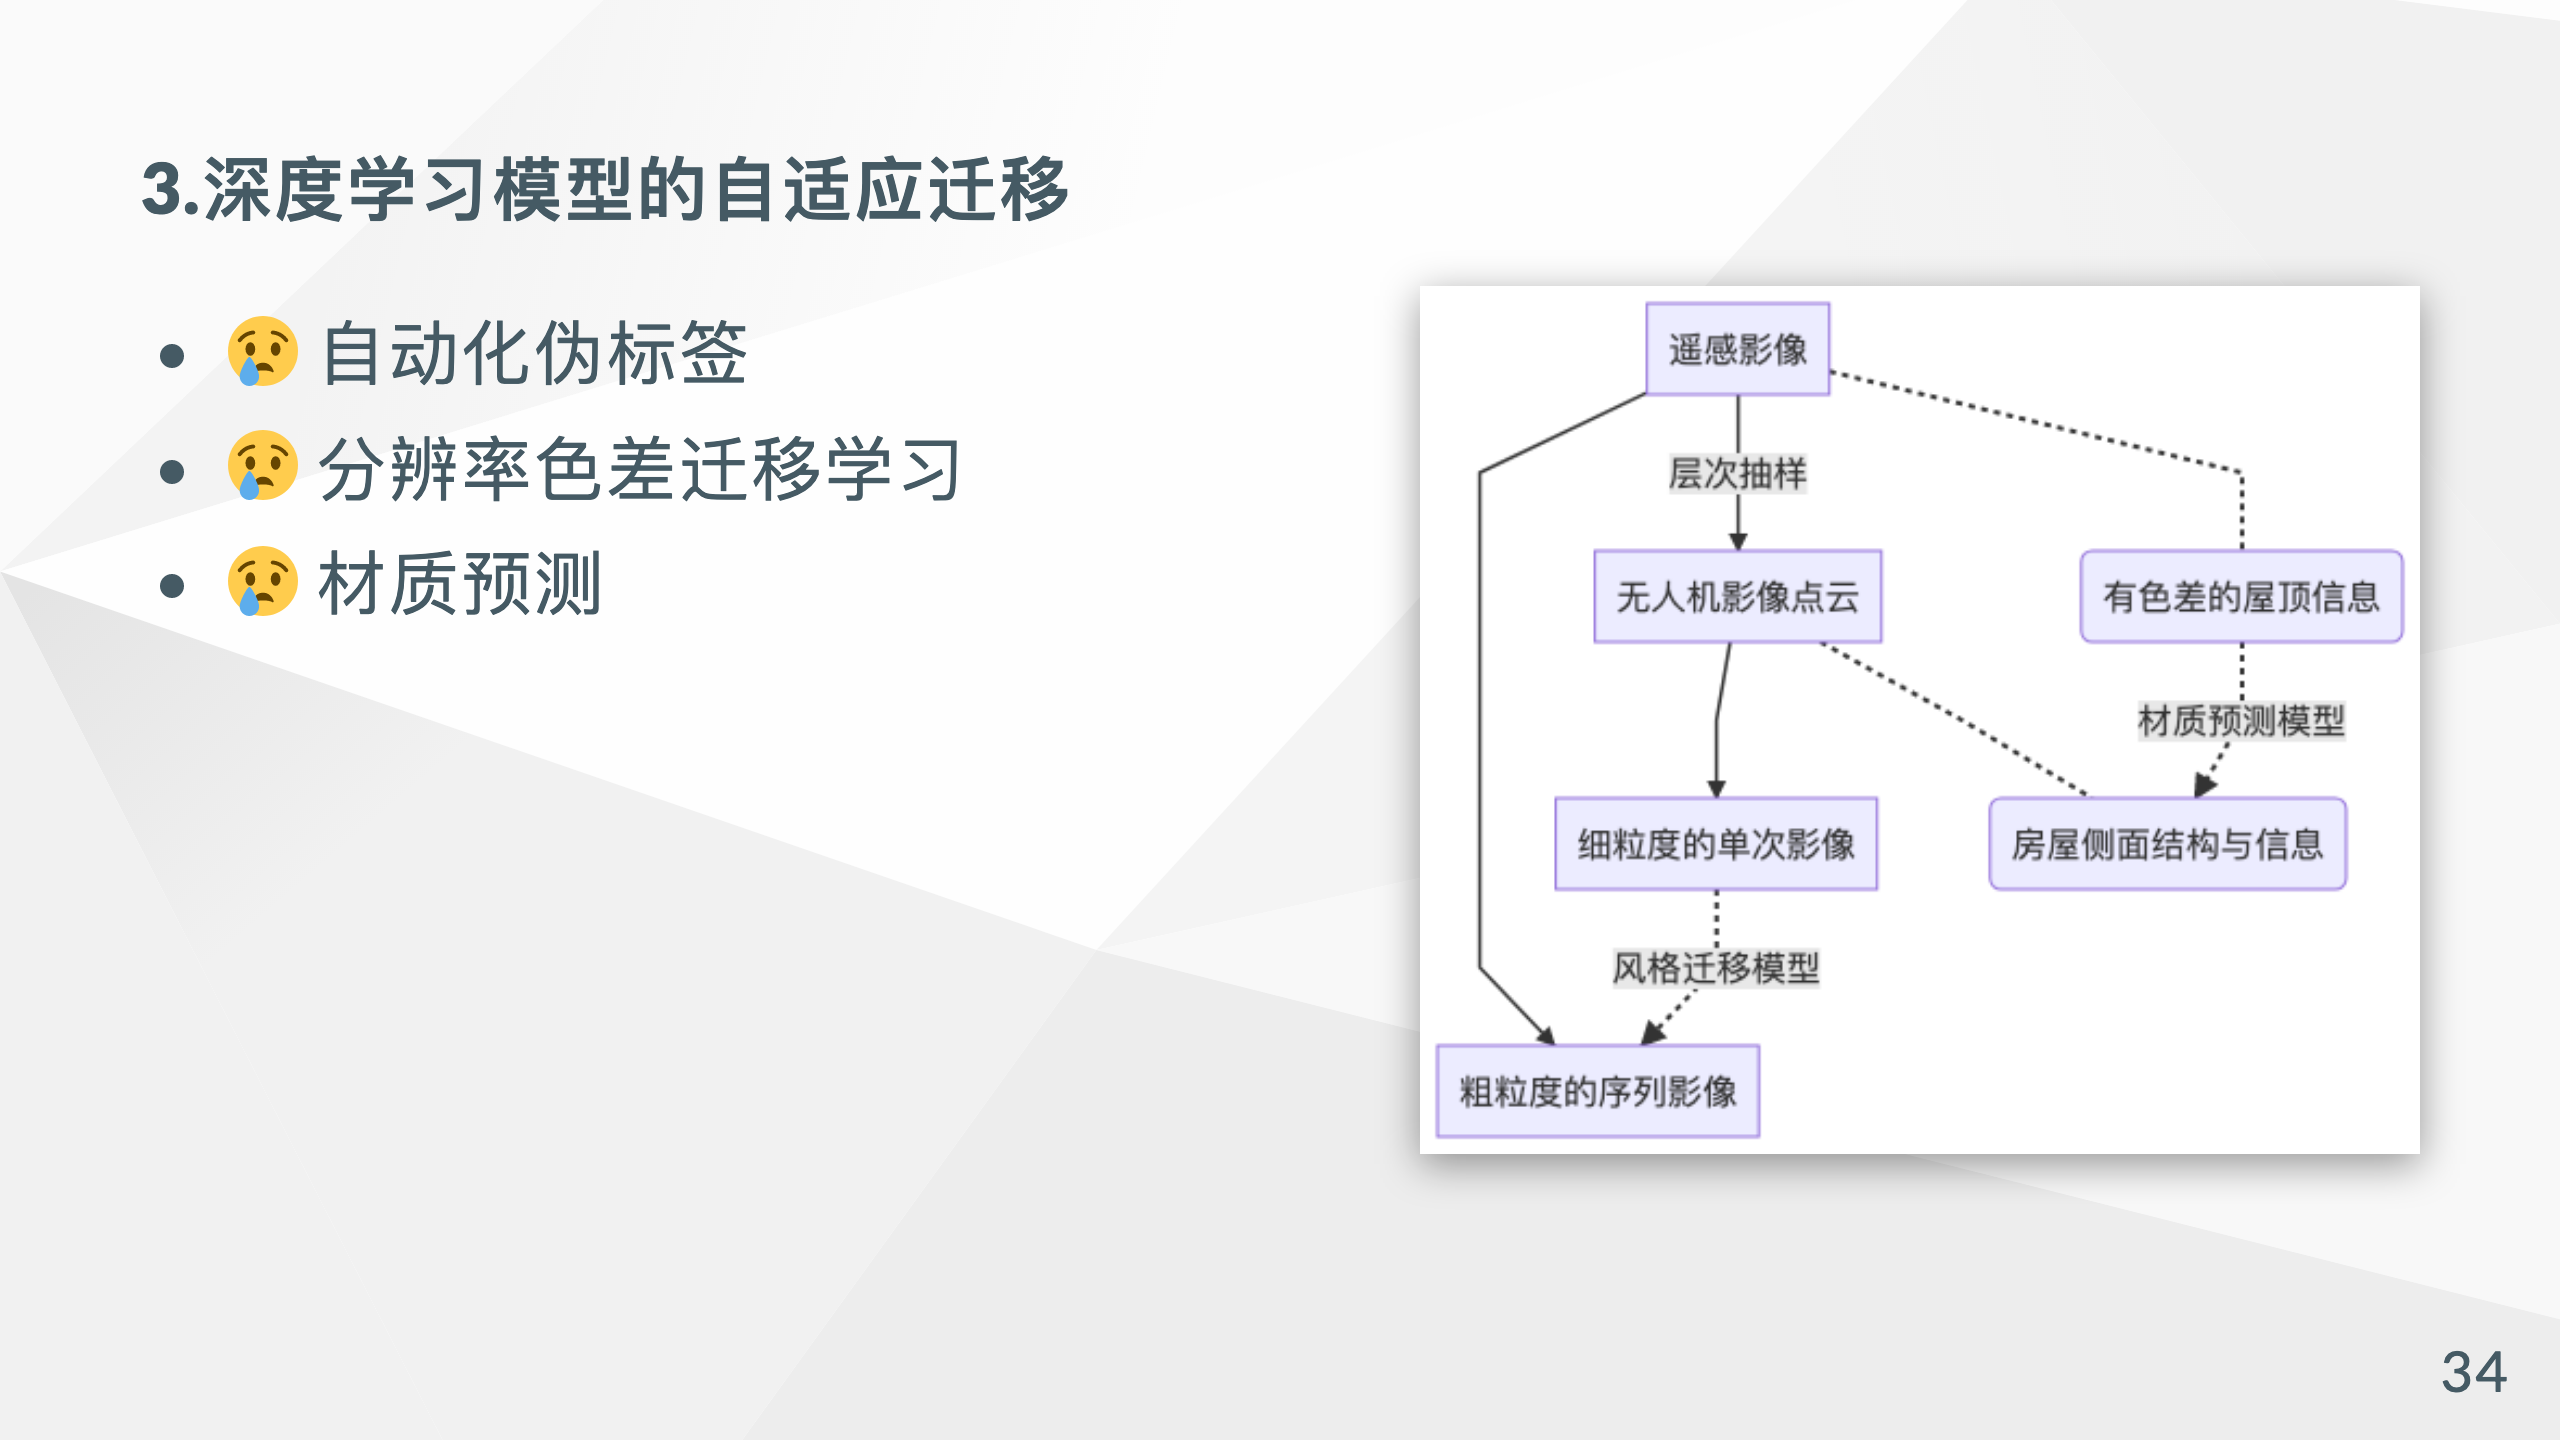 3.深度学习模型的自适应迁移
• 😢 自动化伪标签
• 😢 分辨率色差迁移学习
• 😢 材质预测
遥感影像
层次抽样
无人机影像点云
有色差的屋顶信息
材质预测模型
细粒度的单次影像
房屋侧面结构与信息
风格迁移模型
粗粒度的序列影像
34